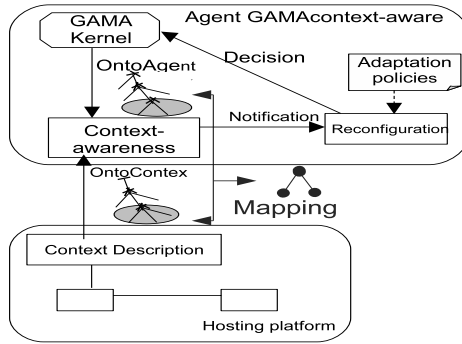 Agent GAMAcontext-aware
GAMA
Kernel
OntoAgent
Decision
Adaptation
policies
Context-
awareness
Notification
Reconfiguration
OntoContex
Mapping
Context Description
Hosting platform